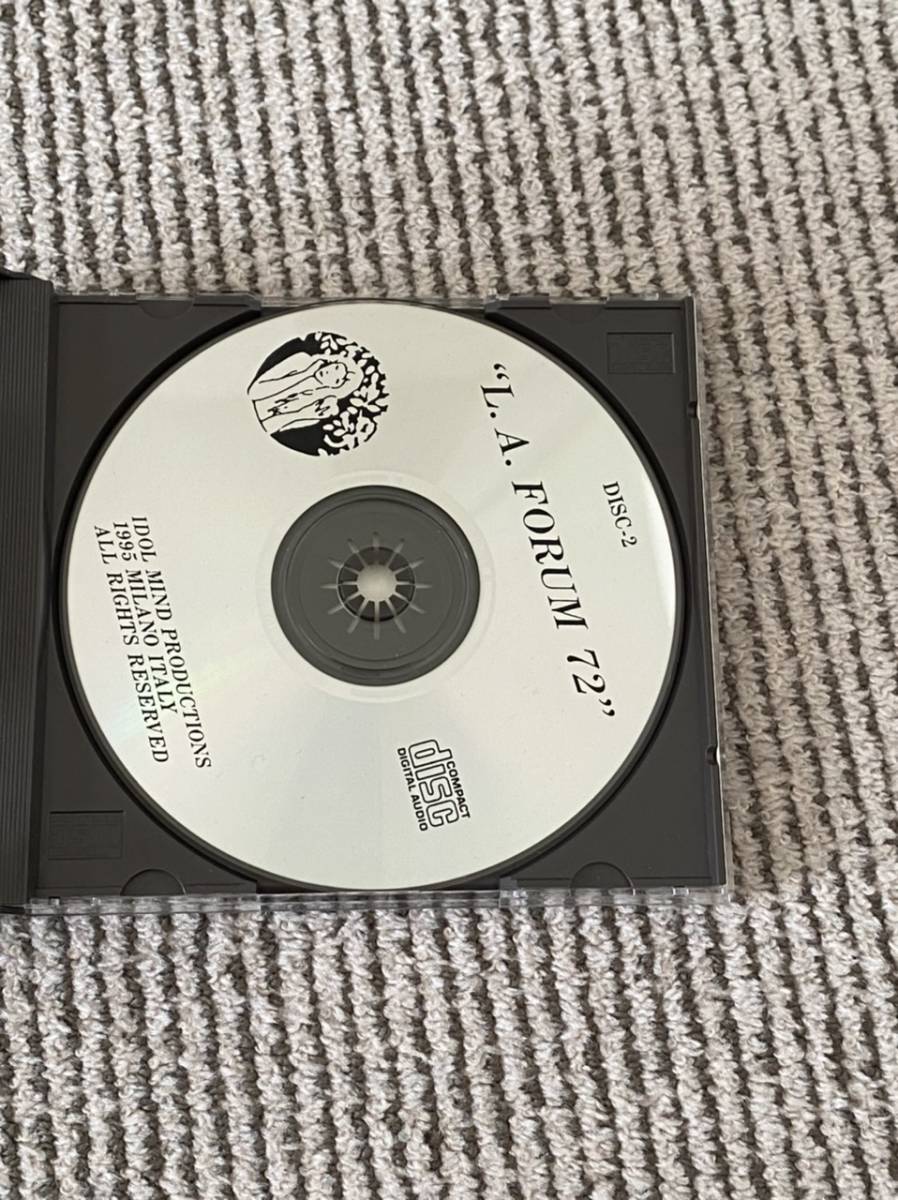 DISC-2
“L. A. FORUM 72”
COMPACT
disc
DIGITAL AUDIO
IDOL MIND PRODUCTIONS
1995 MILANO ITALY
ALL RIGHTS RESERVED